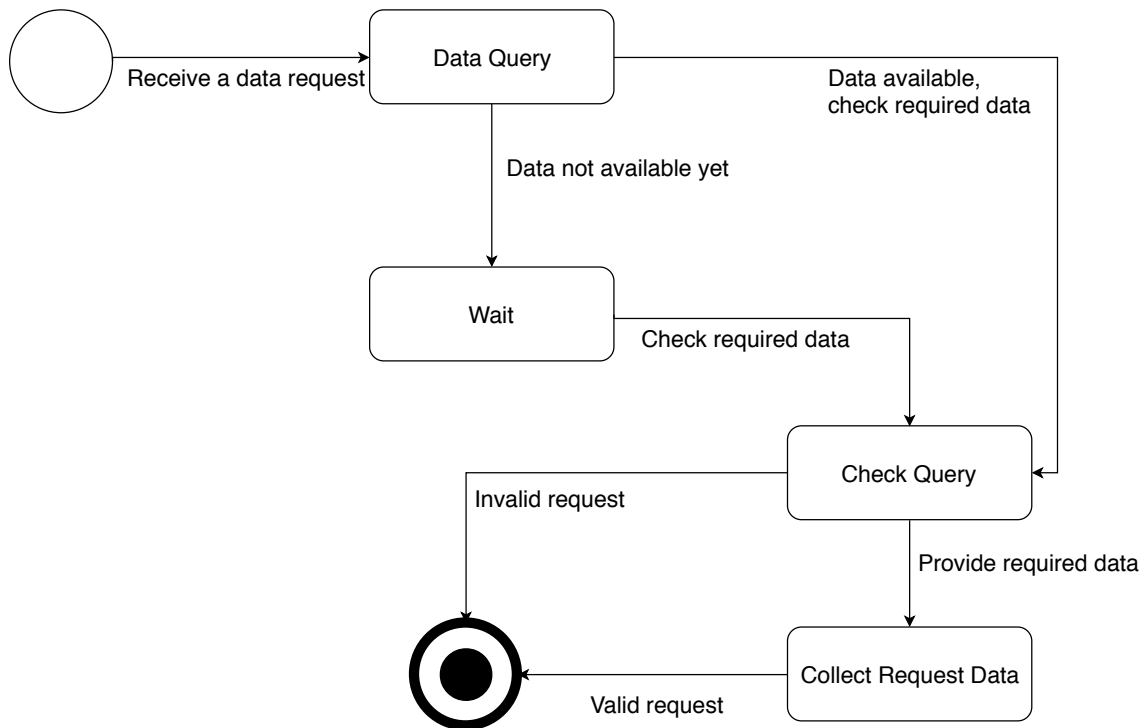 Data Query
Receive a data request
Data available,
check required data
Data not available yet
Wait
Check required data
Check Query
Invalid request
Provide required data
Collect Request Data
Valid request